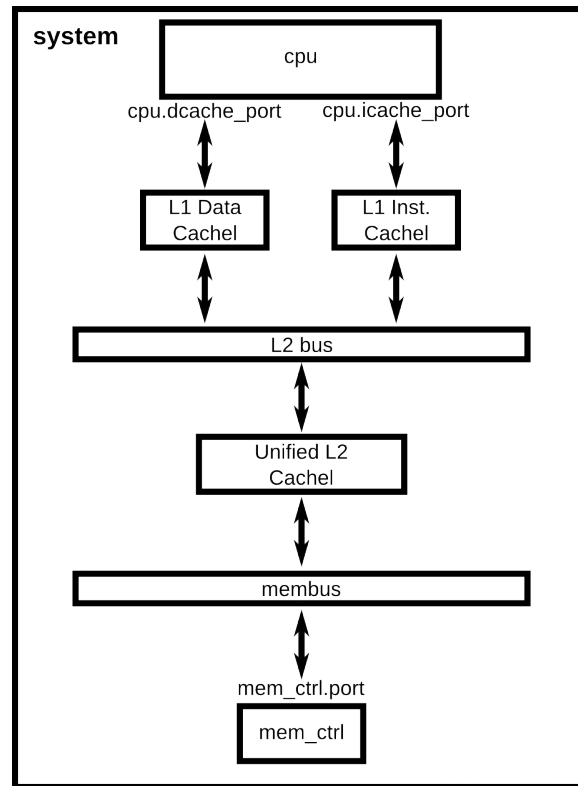 system
cpu
cpu.dcache_port
cpu.icache_port
L1 Data
Cachel
L1 Inst.
Cachel
L2 bus
Unified L2
Cachel
membus
mem_ctrl.port
mem_ctrl